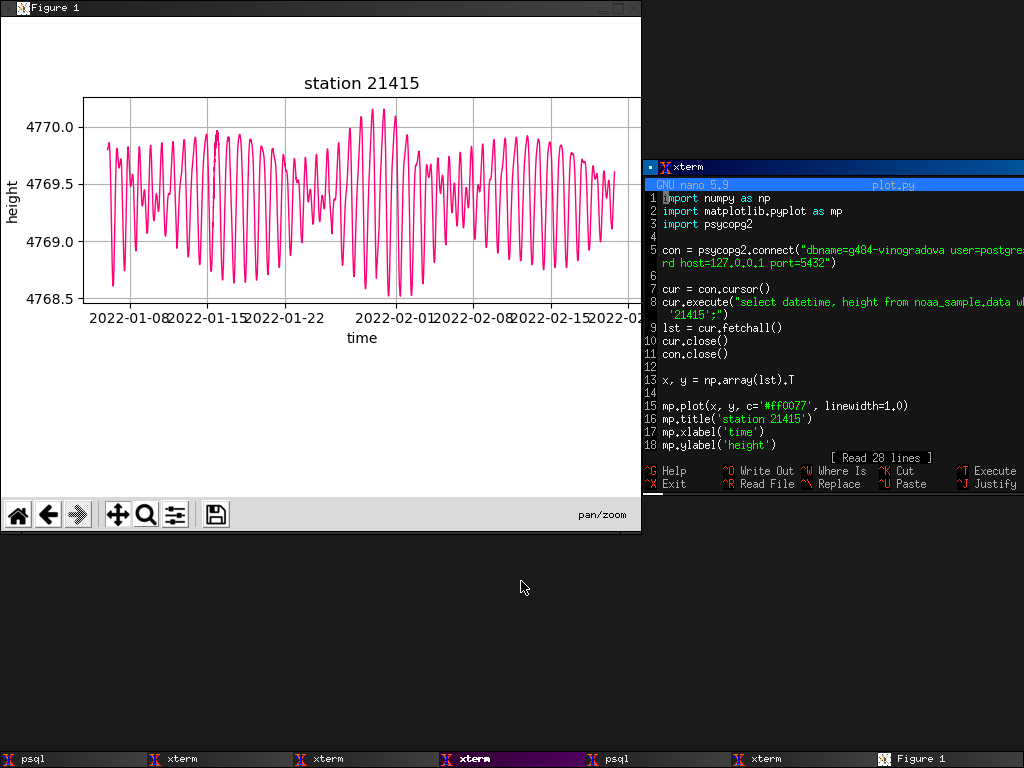 Figure 1
station 21415
4770.0
4769.5
4769.0
4768.5
height
2022-01-08 2022-01-15 2022-01-22 2022-02-01 2022-02-08 2022-02-15
time
pan/zoom
xterm
GNU nano 5.9 plot.py
1 import numpy as np
2 import matplotlib.pyplot as mp
3 import psycopg2
4
5 con = psycopg2.connect("dbname=g484-vinogradova user=postgre
rd host=127.0.0.1 port=5432")
6
7 cur = con.cursor()
8 cur.execute("select datetime, height from noaa_sample.data
'21415';")
9 lst = cur.fetchall()
10 cur.close()
11 con.close()
12
13 x, y = np.array(lst).T
14
15 mp.plot(x, y, c='#ff0077', linewidth=1.0)
16 mp.title('station 21415')
17 mp.xlabel('time')
18 mp.ylabel('height')
[ Read 28 lines ]
^G Help ^O Write Out ^W Where Is ^K Cut ^T Execute
^X Exit ^R Read File ^\ Replace ^U Paste ^J Justify
psql xterm xterm xterm psql xterm Figure 1